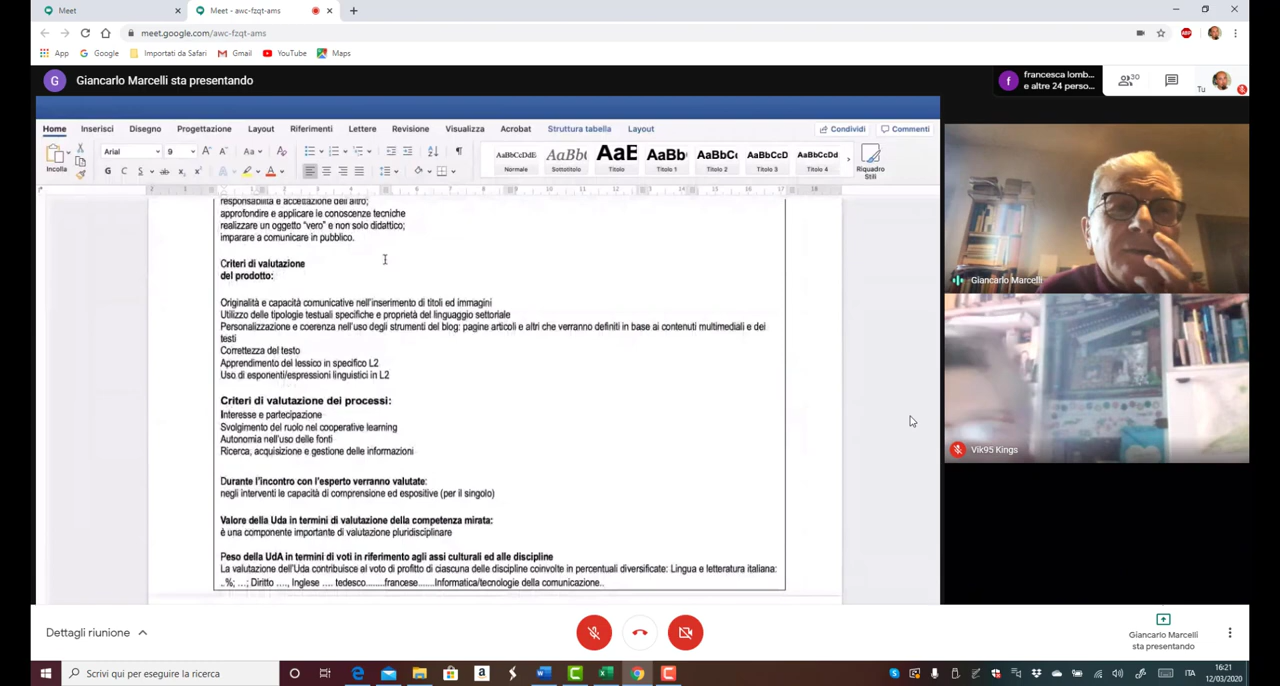 Meet
Meet - awc-fzqt-ams
meet.google.com/awc-fzqt-ams
App
Google
Importati da Safari
Gmail
YouTube
Maps
G
Giancarlo Marcelli sta presentando
f
francesca lomb...
e altre 24 perso...
30
Tu
Home
Inserisci
Disegno
Progettazione
Layout
Riferimenti
Lettere
Revisione
Visualizza
Acrobat
Struttura tabella
Layout
Condividi
Commenti
Incolla
Arial
9
AaBbCcDdE
Normale
AaBb(
Sottotitolo
AaE
Titolo
AaBb(
Titolo 1
AaBbC(
Titolo 2
AaBbCcD
Titolo 3
AaBbCcDd
Titolo 4
Riquadro
Stili
responsabilità e accettazione dell'altro;
approfondire e applicare le conoscenze tecniche
realizzare un oggetto "vero" e non solo didattico;
imparare a comunicare in pubblico.
Criteri di valutazione
del prodotto:
Originalità e capacità comunicative nell'inserimento di titoli ed immagini
Utilizzo delle tipologie testuali specifiche e proprietà del linguaggio settoriale
Personalizzazione e coerenza nell'uso degli strumenti del blog: pagine articoli e altri che verranno definiti in base ai contenuti multimediali e dei
testi
Correttezza del testo
Apprendimento del lessico in specifico L2
Uso di esponenti/espressioni linguistici in L2
Criteri di valutazione dei processi:
Interesse e partecipazione
Svolgimento del ruolo nel cooperative learning
Autonomia nell'uso delle fonti
Ricerca, acquisizione e gestione delle informazioni
Durante l'incontro con l'esperto verranno valutate:
negli interventi le capacità di comprensione ed espositive (per il singolo)
Valore della Uda in termini di valutazione della competenza mirata:
è una componente importante di valutazione pluridisciplinare
Peso della UdA in termini di voti in riferimento agli assi culturali ed alle discipline
La valutazione dell'Uda contribuisce al voto di profitto di ciascuna delle discipline coinvolte in percentuali diversificate: Lingua e letteratura italiana:
..%; ...; Diritto ...., Inglese .... tedesco........francese.......Informatica/tecnologie della comunicazione..
Giancarlo Marcelli
Vik95 Kings
Dettagli riunione
Giancarlo Marcelli
sta presentando
Scrivi qui per eseguire la ricerca
ITA
16:21
12/03/2020